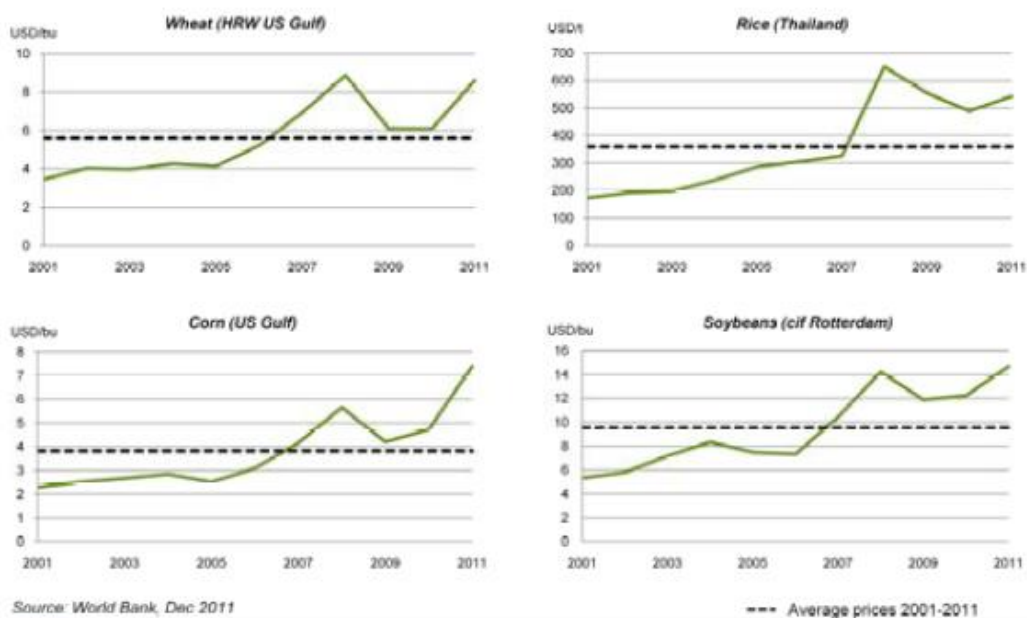 Wheat (HRW US Gulf)
USD/bu
10
8
6
4
2
0
2001 2003 2005 2007 2009 2011
Rice (Thailand)
USD/t
700
600
500
400
300
200
100
0
2001 2003 2005 2007 2009 2011
Corn (US Gulf)
USD/bu
8
7
6
5
4
3
2
1
0
2001 2003 2005 2007 2009 2011
Soybeans (cif Rotterdam)
USD/bu
16
14
12
10
8
6
4
2
0
2001 2003 2005 2007 2009 2011
Source: World Bank, Dec 2011
Average prices 2001-2011